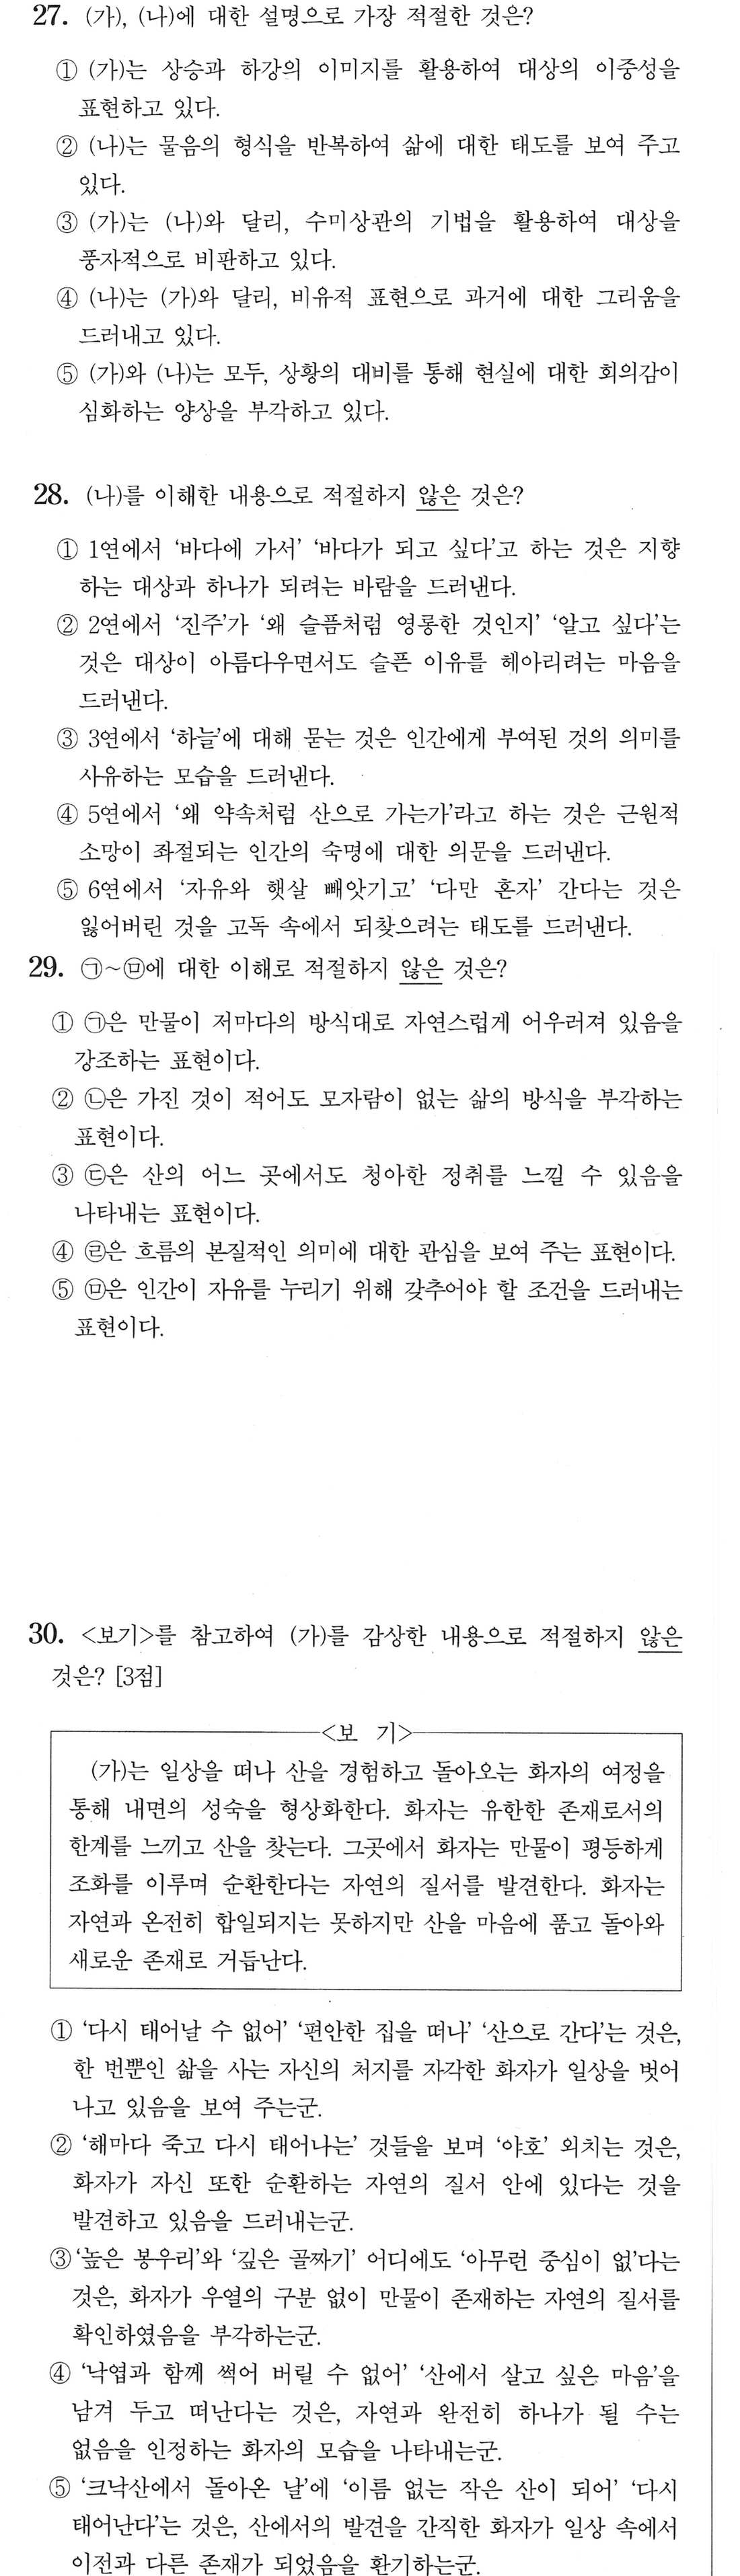 27. (가), (나)에 대한 설명으로 가장 적절한 것은?
① (가)는 상승과 하강의 이미지를 활용하여 대상의 이중성을
표현하고 있다.
② (나)는 물음의 형식을 반복하여 삶에 대한 태도를 보여 주고
있다.
③ (가)는 (나)와 달리, 수미상관의 기법을 활용하여 대상을
풍자적으로 비판하고 있다.
④ (나)는 (가)와 달리, 비유적 표현으로 과거에 대한 그리움을
드러내고 있다.
⑤ (가)와 (나)는 모두, 상황의 대비를 통해 현실에 대한 회의감이
심화하는 양상을 부각하고 있다.
28. (나)를 이해한 내용으로 적절하지 않은 것은?
① 1연에서 ‘바다에 가서’ ‘바다가 되고 싶다’고 하는 것은 지향
하는 대상과 하나가 되려는 바람을 드러낸다.
② 2연에서 ‘진주’가 ‘왜 슬픔처럼 영롱한 것인지’ ‘알고 싶다’는
것은 대상이 아름다우면서도 슬픈 이유를 헤아리려는 마음을
드러낸다.
③ 3연에서 ‘하늘’에 대해 묻는 것은 인간에게 부여된 것의 의미를
사유하는 모습을 드러낸다.
④ 5연에서 ‘왜 약속처럼 산으로 가는가’라고 하는 것은 근원적
소망이 좌절되는 인간의 숙명에 대한 의문을 드러낸다.
⑤ 6연에서 ‘자유와 햇살 빼앗기고’ ‘다만 혼자’ 간다는 것은
잃어버린 것을 고독 속에서 되찾으려는 태도를 드러낸다.
29. ㉠~㉤에 대한 이해로 적절하지 않은 것은?
① ㉠은 만물이 저마다의 방식대로 자연스럽게 어우러져 있음을
강조하는 표현이다.
② ㉡은 가진 것이 적어도 모자람이 없는 삶의 방식을 부각하는
표현이다.
③ ㉢은 산의 어느 곳에서도 청아한 정취를 느낄 수 있음을
나타내는 표현이다.
④ ㉣은 흐름의 본질적인 의미에 대한 관심을 보여 주는 표현이다.
⑤ ㉤은 인간이 자유를 누리기 위해 갖추어야 할 조건을 드러내는
표현이다.
30. <보기>를 참고하여 (가)를 감상한 내용으로 적절하지 않은
것은? [3점]
<보 기>
(가)는 일상을 떠나 산을 경험하고 돌아오는 화자의 여정을
통해 내면의 성숙을 형상화한다. 화자는 유한한 존재로서의
한계를 느끼고 산을 찾는다. 그곳에서 화자는 만물이 평등하게
조화를 이루며 순환한다는 자연의 질서를 발견한다. 화자는
자연과 온전히 합일되지는 못하지만 산을 마음에 품고 돌아와
새로운 존재로 거듭난다.
① ‘다시 태어날 수 없어’ ‘편안한 집을 떠나’ ‘산으로 간다’는 것은,
한 번뿐인 삶을 사는 자신의 처지를 자각한 화자가 일상을 벗어
나고 있음을 보여 주는군.
② ‘해마다 죽고 다시 태어나는’ 것들을 보며 ‘야호’ 외치는 것은,
화자가 자신 또한 순환하는 자연의 질서 안에 있다는 것을
발견하고 있음을 드러내는군.
③ ‘높은 봉우리’와 ‘깊은 골짜기’ 어디에도 ‘아무런 중심이 없’다는
것은, 화자가 우열의 구분 없이 만물이 존재하는 자연의 질서를
확인하였음을 부각하는군.
④ ‘낙엽과 함께 썩어 버릴 수 없어’ ‘산에서 살고 싶은 마음’을
남겨 두고 떠난다는 것은, 자연과 완전히 하나가 될 수는
없음을 인정하는 화자의 모습을 나타내는군.
⑤ ‘크낙산에서 돌아온 날’에 ‘이름 없는 작은 산이 되어’ ‘다시
태어난다’는 것은, 산에서의 발견을 간직한 화자가 일상 속에서
이전과 다른 존재가 되었음을 환기하는군.